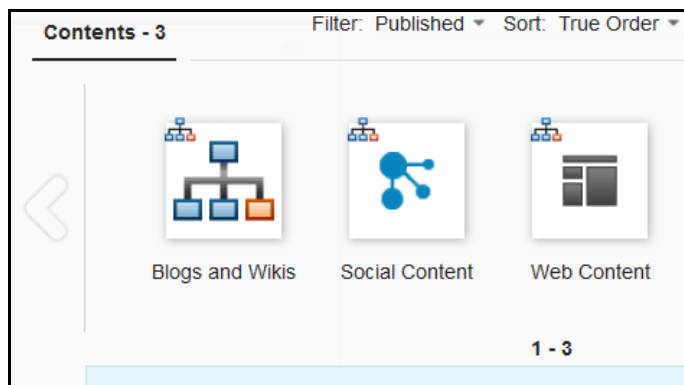 Contents - 3 Filter: Published Sort: True Order
Blogs and Wikis Social Content Web Content
1 - 3